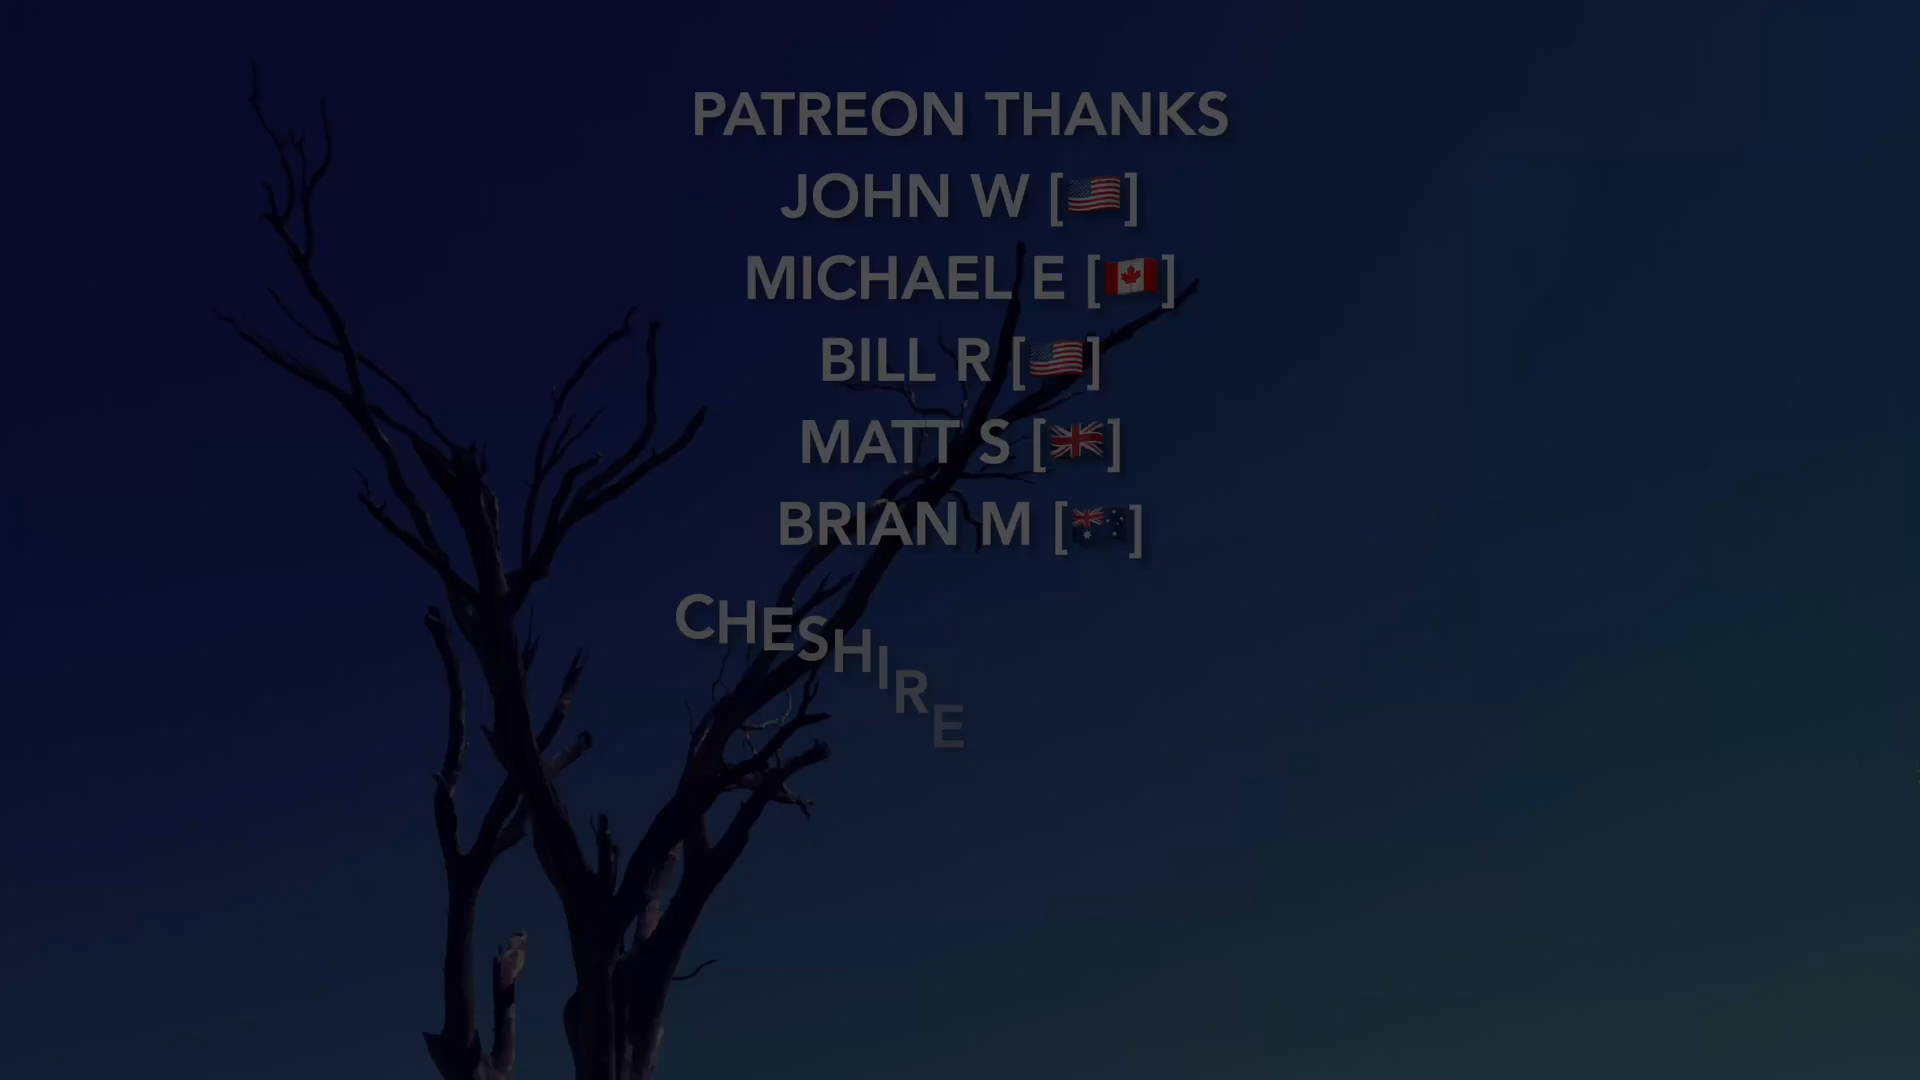 PATREON THANKS
JOHN W [🇺🇸]
MICHAEL E [🇨🇦]
BILL R [🇺🇸]
MATT S [🇬🇧]
BRIAN M [🇦🇺]
CHESHIRE